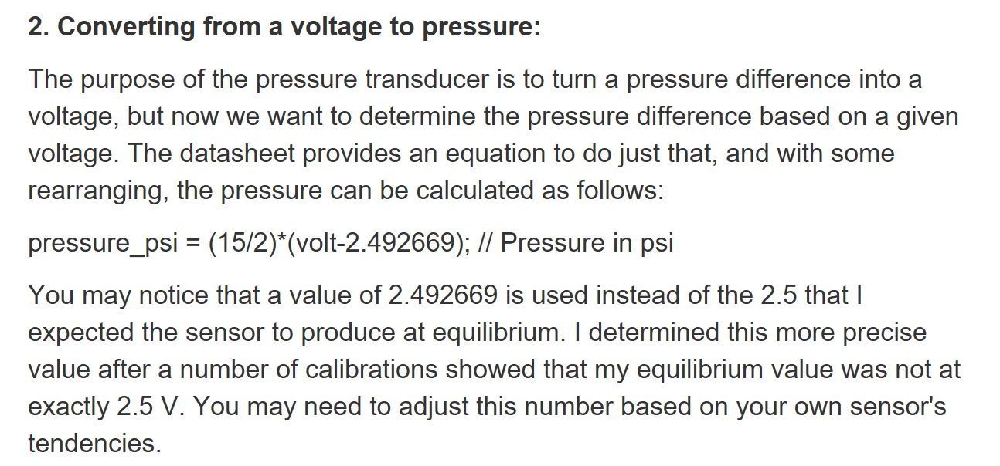 2. Converting from a voltage to pressure:
The purpose of the pressure transducer is to turn a pressure difference into a
voltage, but now we want to determine the pressure difference based on a given
voltage. The datasheet provides an equation to do just that, and with some
rearranging, the pressure can be calculated as follows:
pressure_psi = (15/2)*(volt-2.492669); // Pressure in psi
You may notice that a value of 2.492669 is used instead of the 2.5 that I
expected the sensor to produce at equilibrium. I determined this more precise
value after a number of calibrations showed that my equilibrium value was not at
exactly 2.5 V. You may need to adjust this number based on your own sensor's
tendencies.